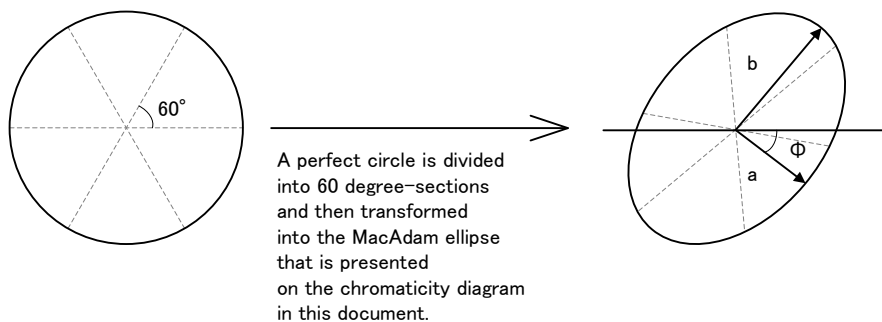 60°
A perfect circle is divided
into 60 degree-sections
and then transformed
into the MacAdam ellipse
that is presented
on the chromaticity diagram
in this document.
b
Φ
a